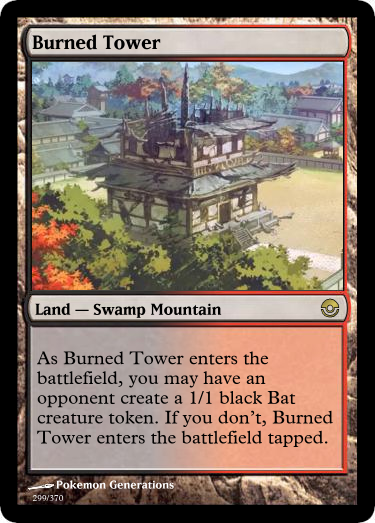 Burned Tower
Land — Swamp Mountain
As Burned Tower enters the
battlefield, you may have an
opponent create a 1/1 black Bat
creature token. If you don't, Burned
Tower enters the battlefield tapped.
Pokemon Generations
299/370